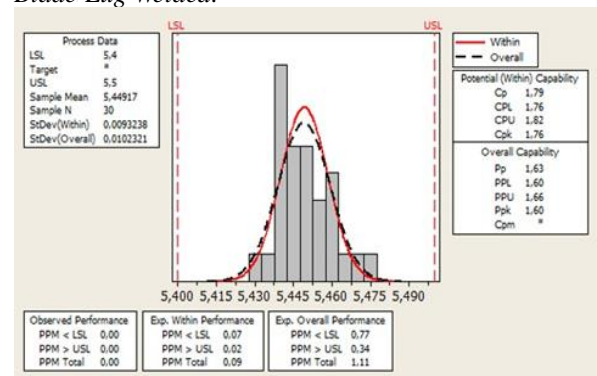 Blade Lug welded.
LSL
USL
Process Data
LSL 5,4
Target *
USL 5,5
Sample Mean 5,44917
Sample N 30
StDev(Within) 0,0093238
StDev(Overall) 0,0102321
Within
Overall
Potential (Within) Capability
Cp 1,79
CPL 1,76
CPU 1,82
Cpk 1,76
Overall Capability
Pp 1,63
PPL 1,60
PPU 1,66
Ppk 1,60
Cpm *
5,400 5,415 5,430 5,445 5,460 5,475 5,490
Observed Performance
PPM < LSL 0,00
PPM > USL 0,00
PPM Total 0,00
Exp. Within Performance
PPM < LSL 0,07
PPM > USL 0,02
PPM Total 0,09
Exp. Overall Performance
PPM < LSL 0,77
PPM > USL 0,34
PPM Total 1,11